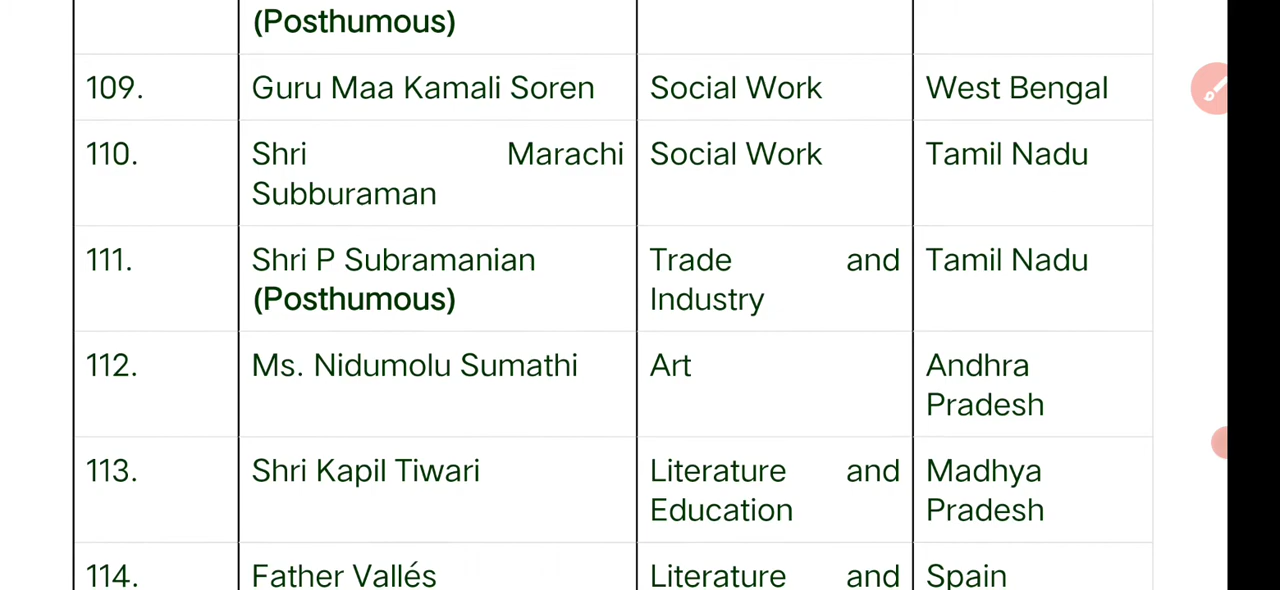 (Posthumous)
109. Guru Maa Kamali Soren Social Work West Bengal
110. Shri Marachi Social Work Tamil Nadu
Subburaman
111. Shri P Subramanian Trade and Tamil Nadu
(Posthumous) Industry
112. Ms. Nidumolu Sumathi Art Andhra
Pradesh
113. Shri Kapil Tiwari Literature and Madhya
Education Pradesh
114. Father Vallés Literature and Spain